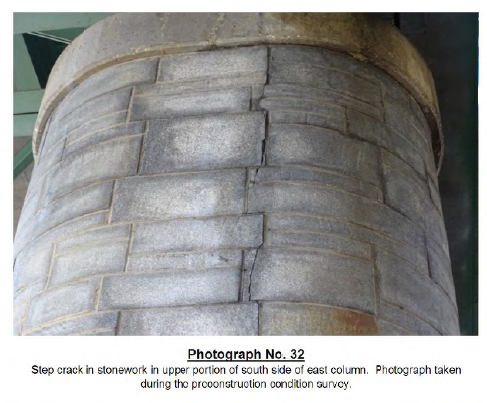 Photograph No. 32
Step crack in stonework in upper portion of south side of east column. Photograph taken
during the preconstruction condition survey.